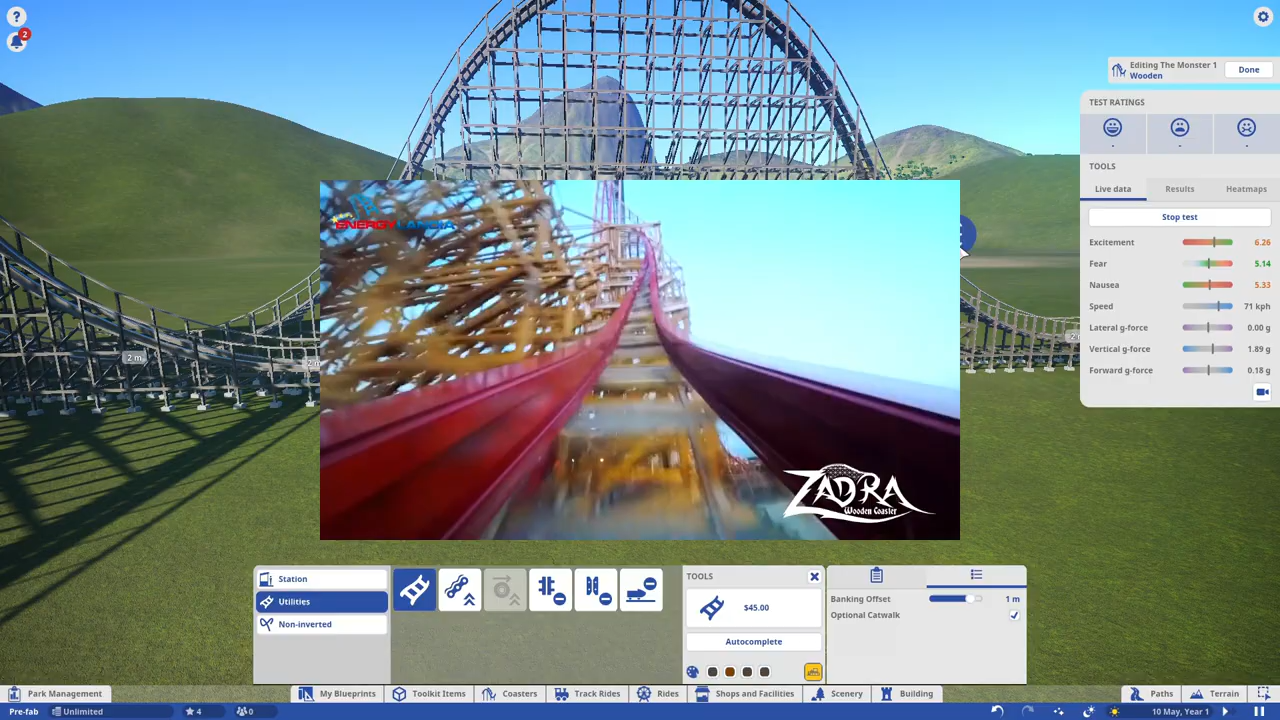 ?
2
Editing The Monster 1
Wooden
Done
TEST RATINGS
-
-
-
TOOLS
Live data
Results
Heatmaps
Stop test
Excitement
6.26
Fear
5.14
Nausea
5.33
Speed
71 kph
Lateral g-force
0.00 g
Vertical g-force
1.89 g
Forward g-force
0.18 g
ENERGYLANDIA
2 m
ZADRA
Wooden Coaster
Station
Utilities
Non-inverted
TOOLS
$45.00
Autocomplete
Banking Offset
1 m
Optional Catwalk
Park Management
My Blueprints
Toolkit Items
Coasters
Track Rides
Rides
Shops and Facilities
Scenery
Building
Paths
Terrain
Pre-fab
Unlimited
4
0
10 May, Year 1